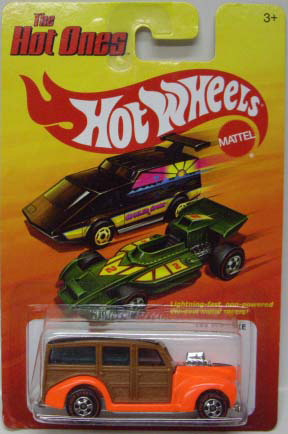 The
Hot Ones
3+
Hot Wheels
MATTEL
Lightning-fast, non-powered
die-cast metal racers!